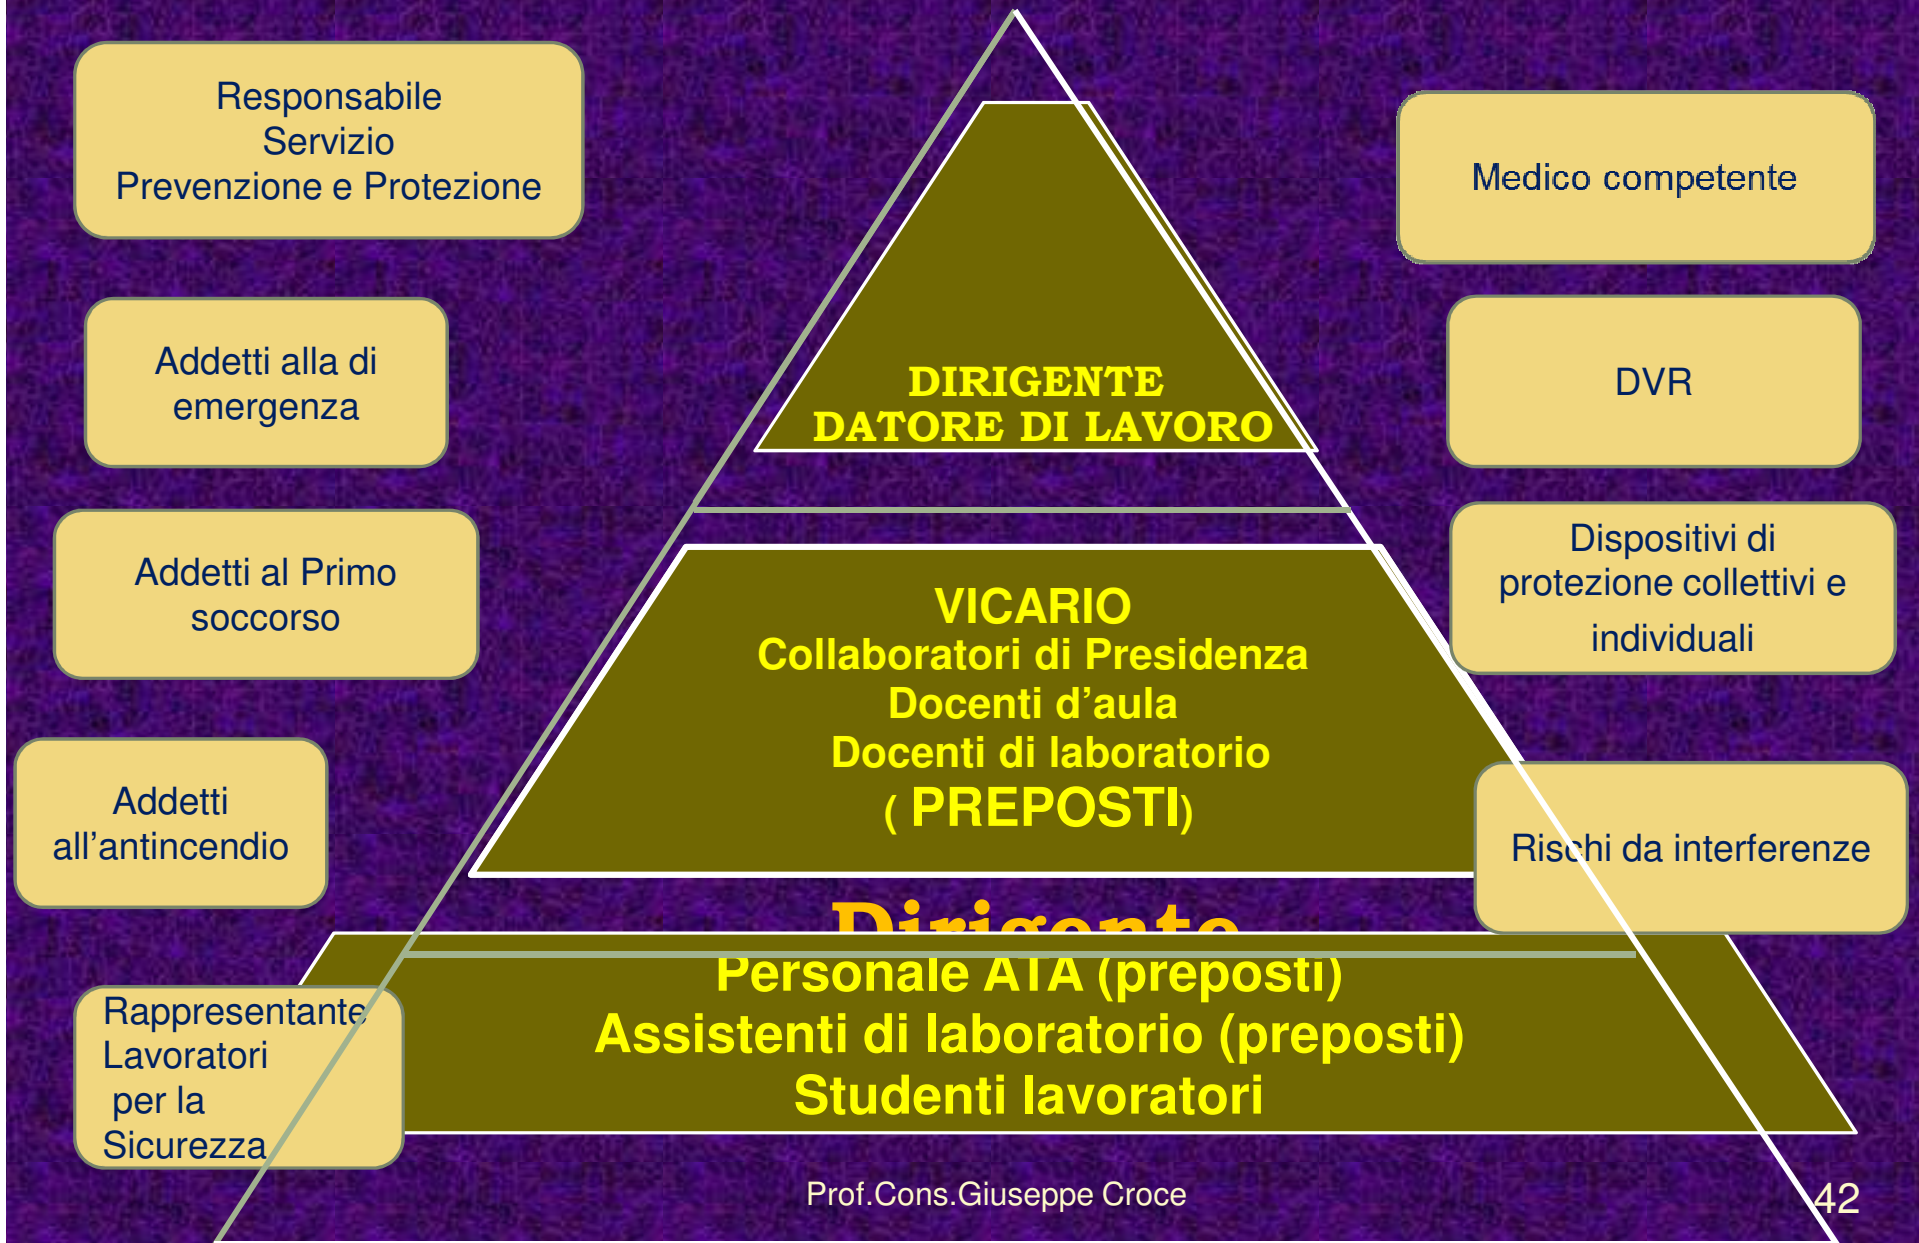 Responsabile
Servizio
Prevenzione e Protezione
Addetti alla di
emergenza
Addetti al Primo
soccorso
Addetti
all’antincendio
Rappresentante
Lavoratori
per la
Sicurezza
DIRIGENTE
DATORE DI LAVORO
VICARIO
Collaboratori di Presidenza
Docenti d’aula
Docenti di laboratorio
( PREPOSTI)
Dirigente
Personale ATA (preposti)
Assistenti di laboratorio (preposti)
Studenti lavoratori
Medico competente
DVR
Dispositivi di
protezione collettivi e
individuali
Rischi da interferenze
Prof.Cons.Giuseppe Croce
42